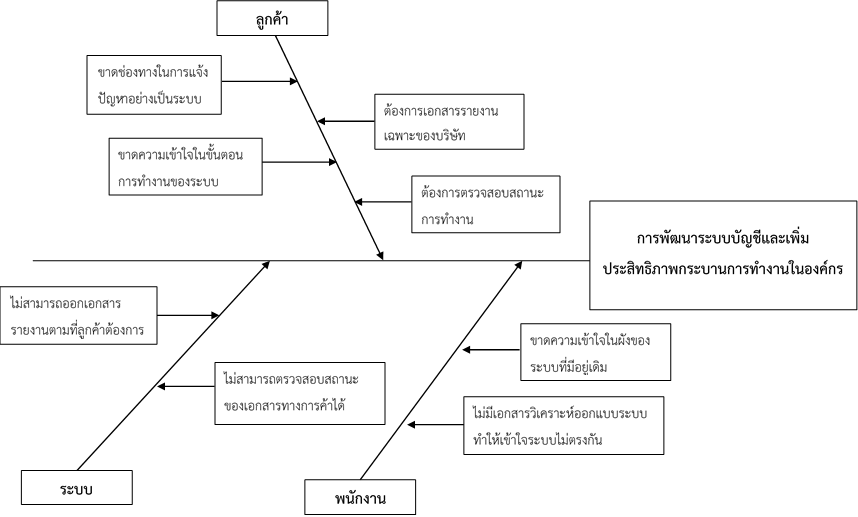 ลูกค้า
ขาดช่องทางในการแจ้ง
ปัญหาอย่างเป็นระบบ
ต้องการเอกสารรายงาน
เฉพาะของบริษัท
ขาดความเข้าใจในขั้นตอน
การทำงานของระบบ
ต้องการตรวจสอบสถานะ
การทำงาน
การพัฒนาระบบบัญชีและเพิ่ม
ประสิทธิภาพกระบานการทำงานในองค์กร
ไม่สามารถออกเอกสาร
รายงานตามที่ลูกค้าต้องการ
ขาดความเข้าใจในผังของ
ระบบที่มีอยู่เดิม
ไม่สามารถตรวจสอบสถานะ
ของเอกสารทางการค้าได้
ไม่มีเอกสารวิเคราะห์ออกแบบระบบ
ทำให้เข้าใจระบบไม่ตรงกัน
ระบบ
พนักงาน